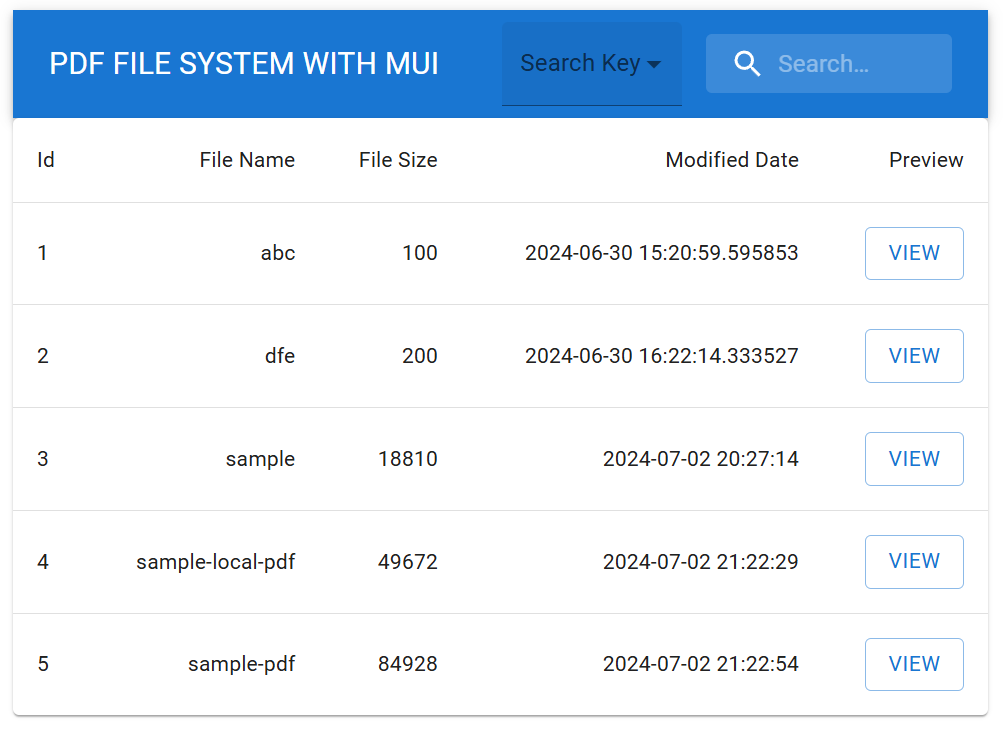 PDF FILE SYSTEM WITH MUI Search Key Search…
Id File Name File Size Modified Date Preview
1 abc 100 2024-06-30 15:20:59.595853 VIEW
2 dfe 200 2024-06-30 16:22:14.333527 VIEW
3 sample 18810 2024-07-02 20:27:14 VIEW
4 sample-local-pdf 49672 2024-07-02 21:22:29 VIEW
5 sample-pdf 84928 2024-07-02 21:22:54 VIEW